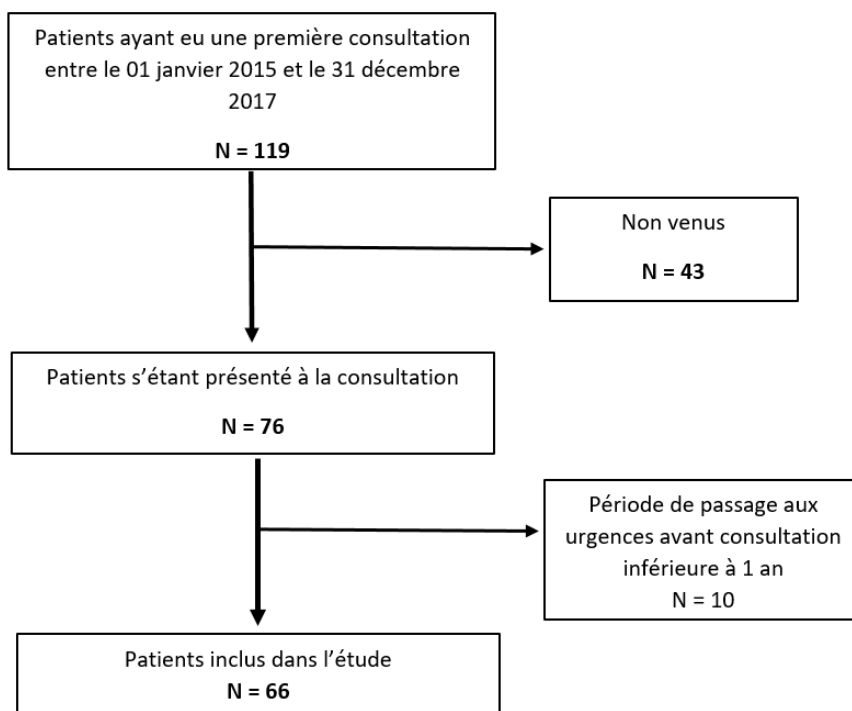 Patients ayant eu une première consultation
entre le 01 janvier 2015 et le 31 décembre
2017
N = 119
Non venus
N = 43
Patients s’étant présenté à la consultation
N = 76
Période de passage aux
urgences avant consultation
inférieure à 1 an
N = 10
Patients inclus dans l’étude
N = 66